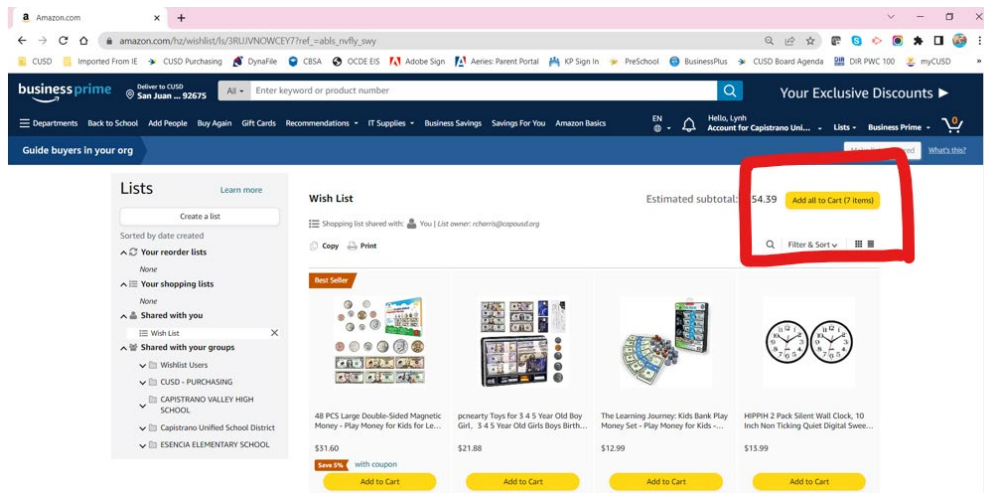 Amazon.com
amazon.com/hz/wishlist/ls/3RUJVNOWCEY7?ref_=abls_nvfly_swy
CUSD Imported From IE CUSD Purchasing DynaFile CBSA OCDE EIS Adobe Sign Aeries: Parent Portal KP Sign In PreSchool BusinessPlus CUSD Board Agenda DIR PWC 100 myCUSD »
business prime Deliver to CUSD San Juan ... 92675 All Enter keyword or product number Your Exclusive Discounts
Departments Back to School Add People Buy Again Gift Cards Recommendations IT Supplies Business Savings Savings For You Amazon Basics EN Hello, Lynh Account for Capistrano Uni... Lists Business Prime 0
Guide buyers in your org What's this?
Lists Learn more
Create a list
Sorted by date created
Your reorder lists
None
Your shopping lists
None
Shared with you
Wish List
Shared with your groups
Wishlist Users
CUSD - PURCHASING
CAPISTRANO VALLEY HIGH
SCHOOL
Capistrano Unified School District
ESENCIA ELEMENTARY SCHOOL
Wish List Estimated subtotal: 54.39 Add all to Cart (7 items)
Shopping list shared with: You | List owner: rcharris@capousd.org
Copy Print Filter & Sort
Best Seller
48 PCS Large Double-Sided Magnetic
Money - Play Money for Kids for Le...
$31.60
Save 5% with coupon
Add to Cart
pcnearty Toys for 3 4 5 Year Old Boy
Girl, 3 4 5 Year Old Girls Boys Birth...
$21.88
Add to Cart
The Learning Journey: Kids Bank Play
Money Set - Play Money for Kids -...
$12.99
Add to Cart
HIPPIH 2 Pack Silent Wall Clock, 10
Inch Non Ticking Quiet Digital Swee...
$13.99
Add to Cart